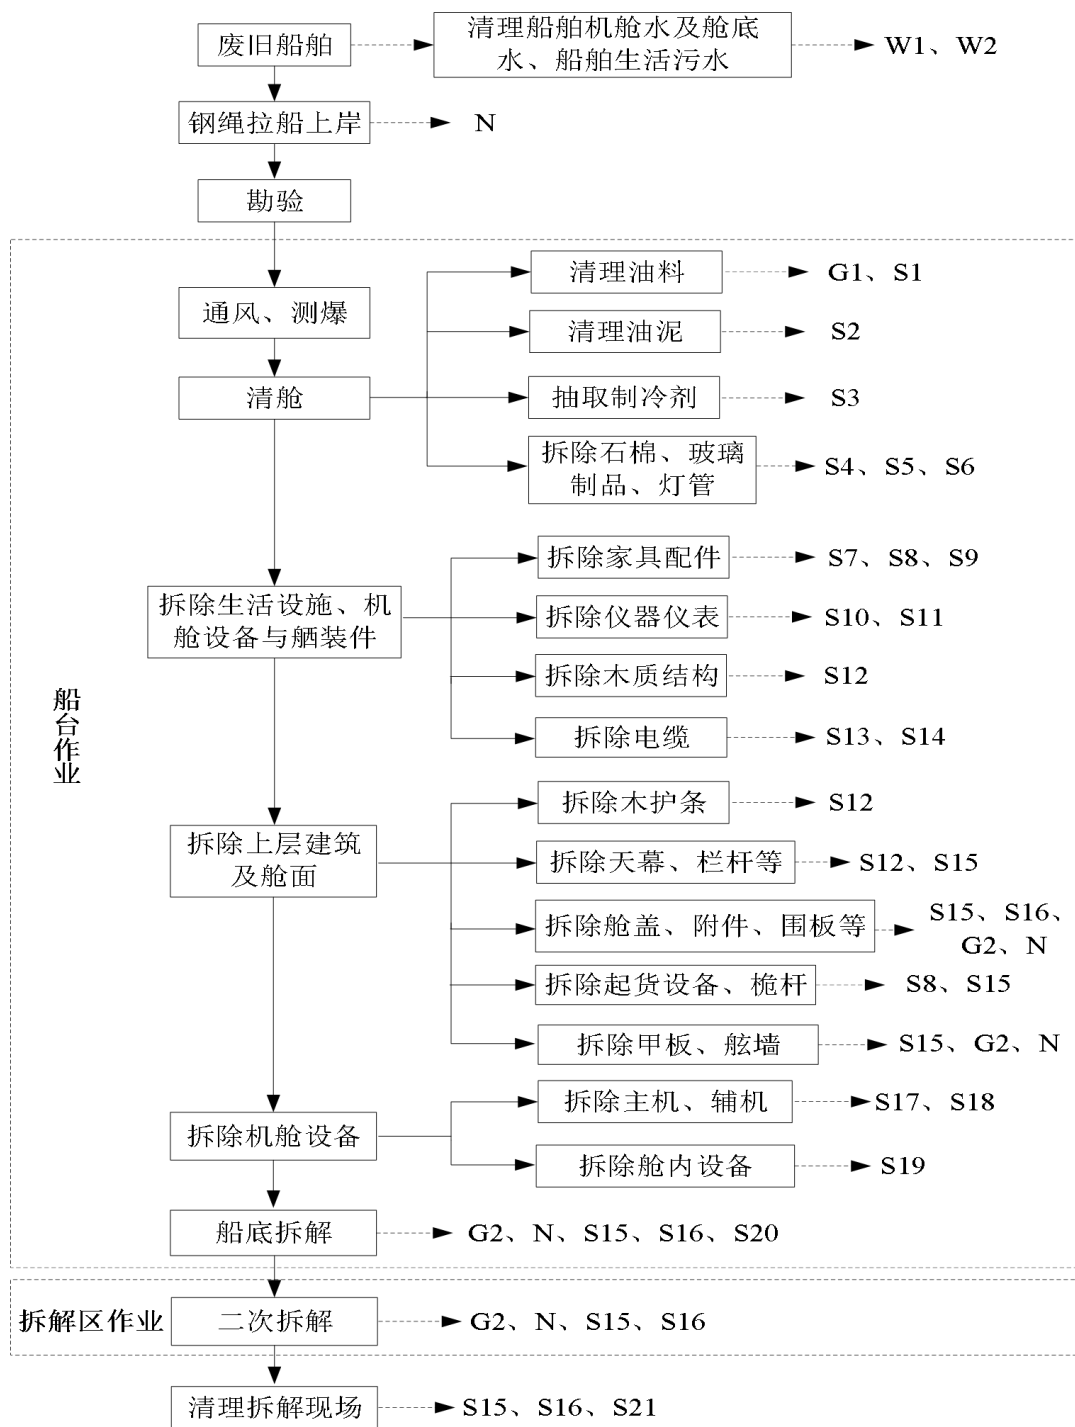 废旧船舶
清理船舶机舱水及舱底
水、船舶生活污水
W1、W2
钢绳拉船上岸
N
勘验
船台作业
通风、测爆
清舱
清理油料
G1、S1
清理油泥
S2
抽取制冷剂
S3
拆除石棉、玻璃
制品、灯管
S4、S5、S6
拆除生活设施、机
舱设备与舾装件
拆除家具配件
S7、S8、S9
拆除仪器仪表
S10、S11
拆除木质结构
S12
拆除电缆
S13、S14
拆除上层建筑
及舱面
拆除木护条
S12
拆除天幕、栏杆等
S12、S15
拆除舱盖、附件、围板等
S15、S16、
G2、N
拆除起货设备、桅杆
S8、S15
拆除甲板、舷墙
S15、G2、N
拆除机舱设备
拆除主机、辅机
S17、S18
拆除舱内设备
S19
船底拆解
G2、N、S15、S16、S20
拆解区作业
二次拆解
G2、N、S15、S16
清理拆解现场
S15、S16、S21